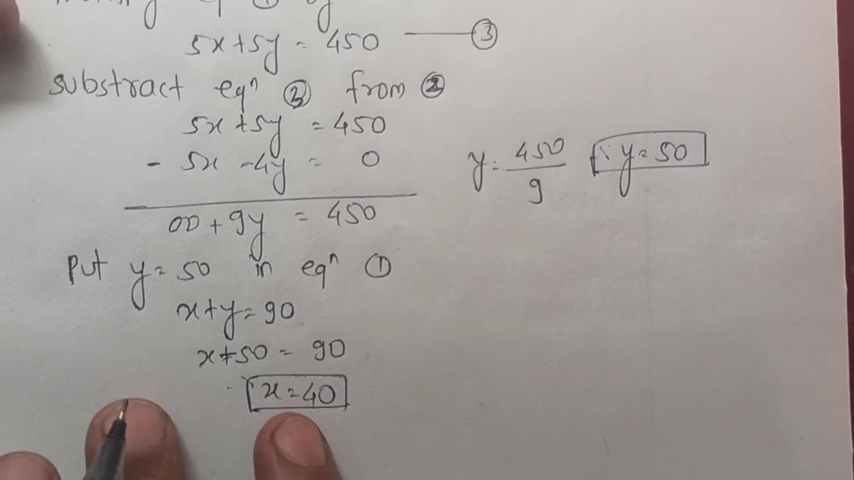 5x+5y = 450 ③
substract eqⁿ ② from ②
5x+5y = 450
- 5x -4y = 0
00 + 9y = 450
y = 450/9 ∴ y = 50
Put y = 50 in eqⁿ ①
x+y = 90
x+50 = 90
x = 40